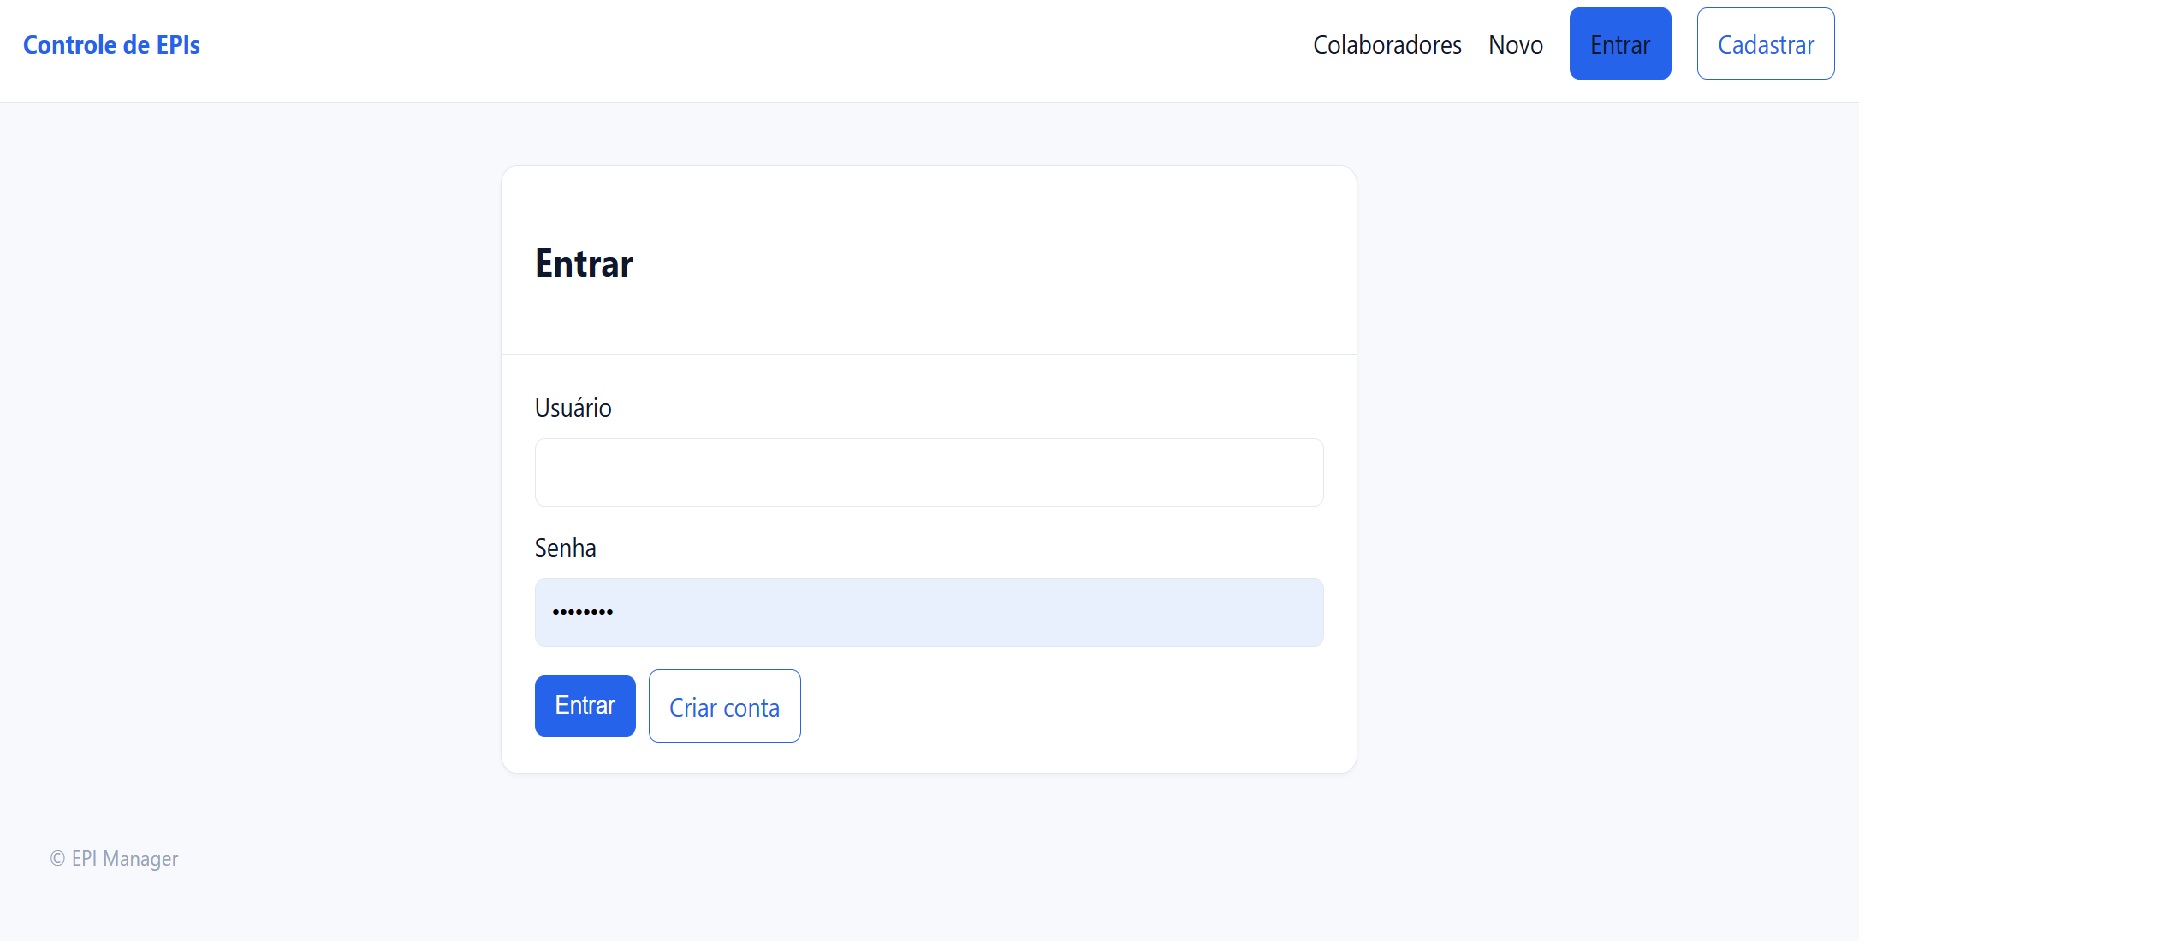 Controle de EPIs
Colaboradores Novo Entrar Cadastrar
Entrar
Usuário
Senha
••••••••
Entrar Criar conta
© EPI Manager